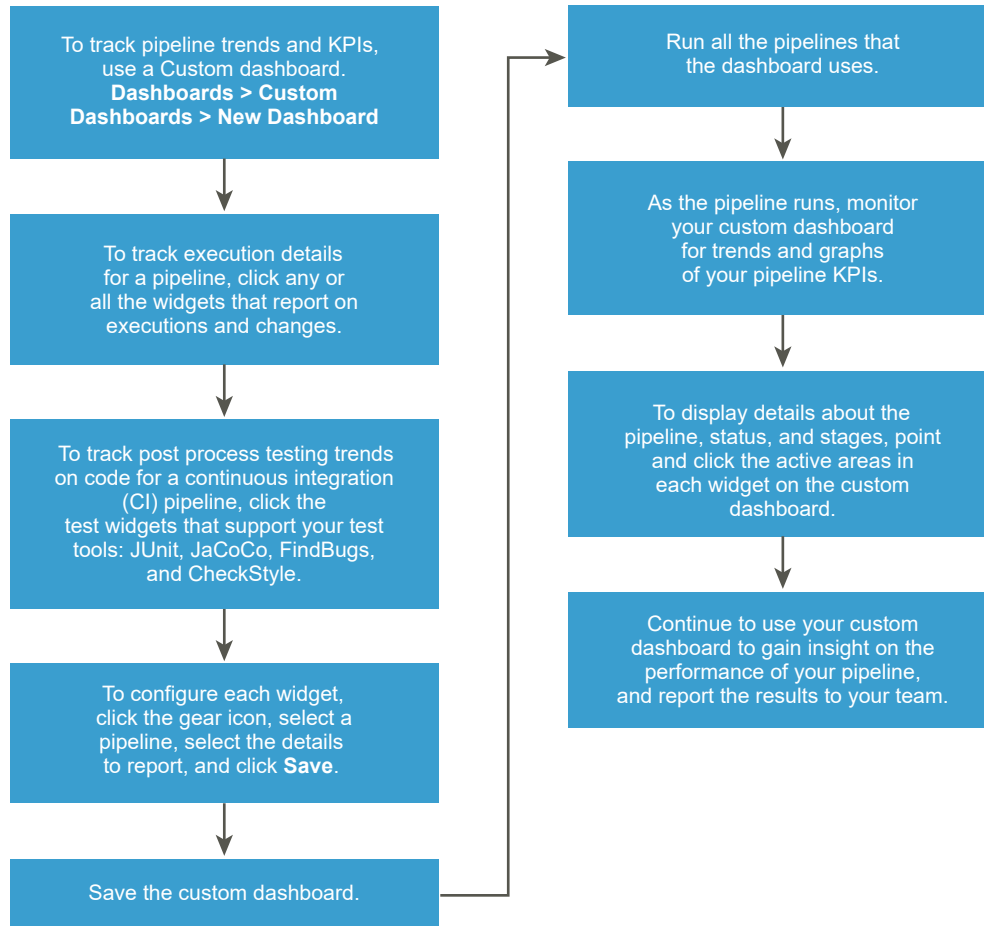 To track pipeline trends and KPIs,
use a Custom dashboard.
Dashboards > Custom
Dashboards > New Dashboard
To track execution details
for a pipeline, click any or
all the widgets that report on
executions and changes.
To track post process testing trends
on code for a continuous integration
(CI) pipeline, click the
test widgets that support your test
tools: JUnit, JaCoCo, FindBugs,
and CheckStyle.
To configure each widget,
click the gear icon, select a
pipeline, select the details
to report, and click Save.
Save the custom dashboard.
Run all the pipelines that
the dashboard uses.
As the pipeline runs, monitor
your custom dashboard
for trends and graphs
of your pipeline KPIs.
To display details about the
pipeline, status, and stages, point
and click the active areas in
each widget on the custom
dashboard.
Continue to use your custom
dashboard to gain insight on the
performance of your pipeline,
and report the results to your team.